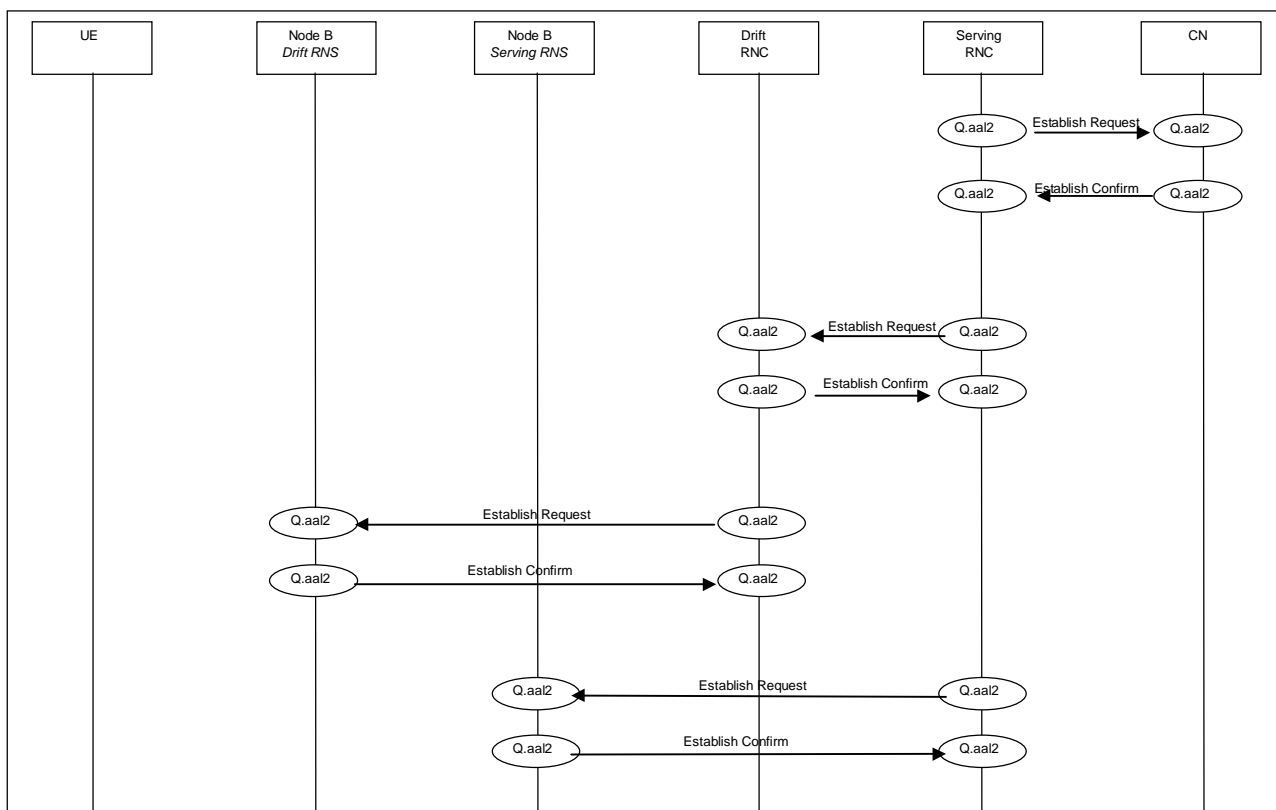 UE
Node B
Drift RNS
Node B
Serving RNS
Drift
RNC
Serving
RNC
CN
Q.aal2
Establish Request
Q.aal2
Q.aal2
Establish Confirm
Q.aal2
Q.aal2
Establish Request
Q.aal2
Q.aal2
Establish Confirm
Q.aal2
Q.aal2
Establish Request
Q.aal2
Q.aal2
Establish Confirm
Q.aal2
Q.aal2
Establish Request
Q.aal2
Q.aal2
Establish Confirm
Q.aal2